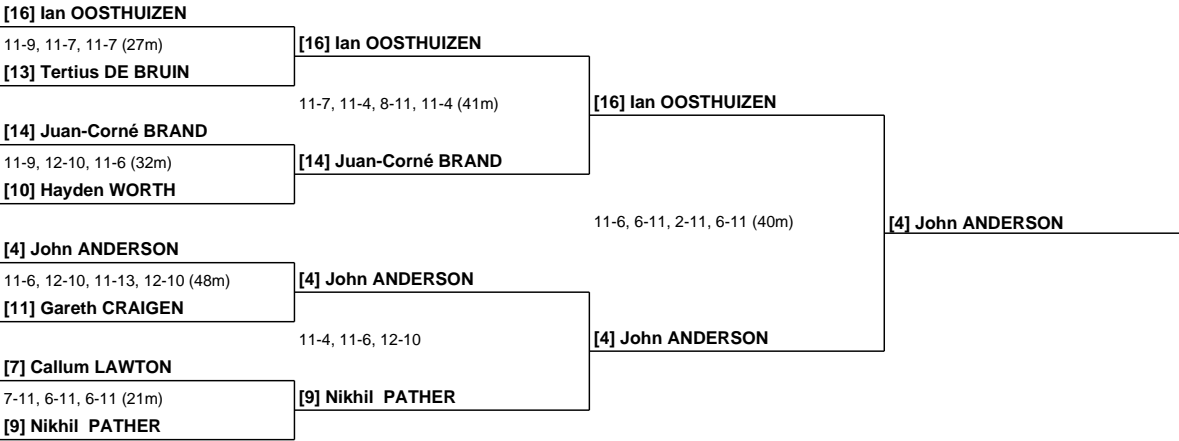 [16] Ian OOSTHUIZEN
11-9, 11-7, 11-7 (27m)
[13] Tertius DE BRUIN
[16] Ian OOSTHUIZEN
11-7, 11-4, 8-11, 11-4 (41m)
[16] Ian OOSTHUIZEN
[14] Juan-Corné BRAND
11-9, 12-10, 11-6 (32m)
[10] Hayden WORTH
[14] Juan-Corné BRAND
11-6, 6-11, 2-11, 6-11 (40m)
[4] John ANDERSON
[4] John ANDERSON
11-6, 12-10, 11-13, 12-10 (48m)
[11] Gareth CRAIGEN
[4] John ANDERSON
11-4, 11-6, 12-10
[4] John ANDERSON
[7] Callum LAWTON
7-11, 6-11, 6-11 (21m)
[9] Nikhil  PATHER
[9] Nikhil  PATHER